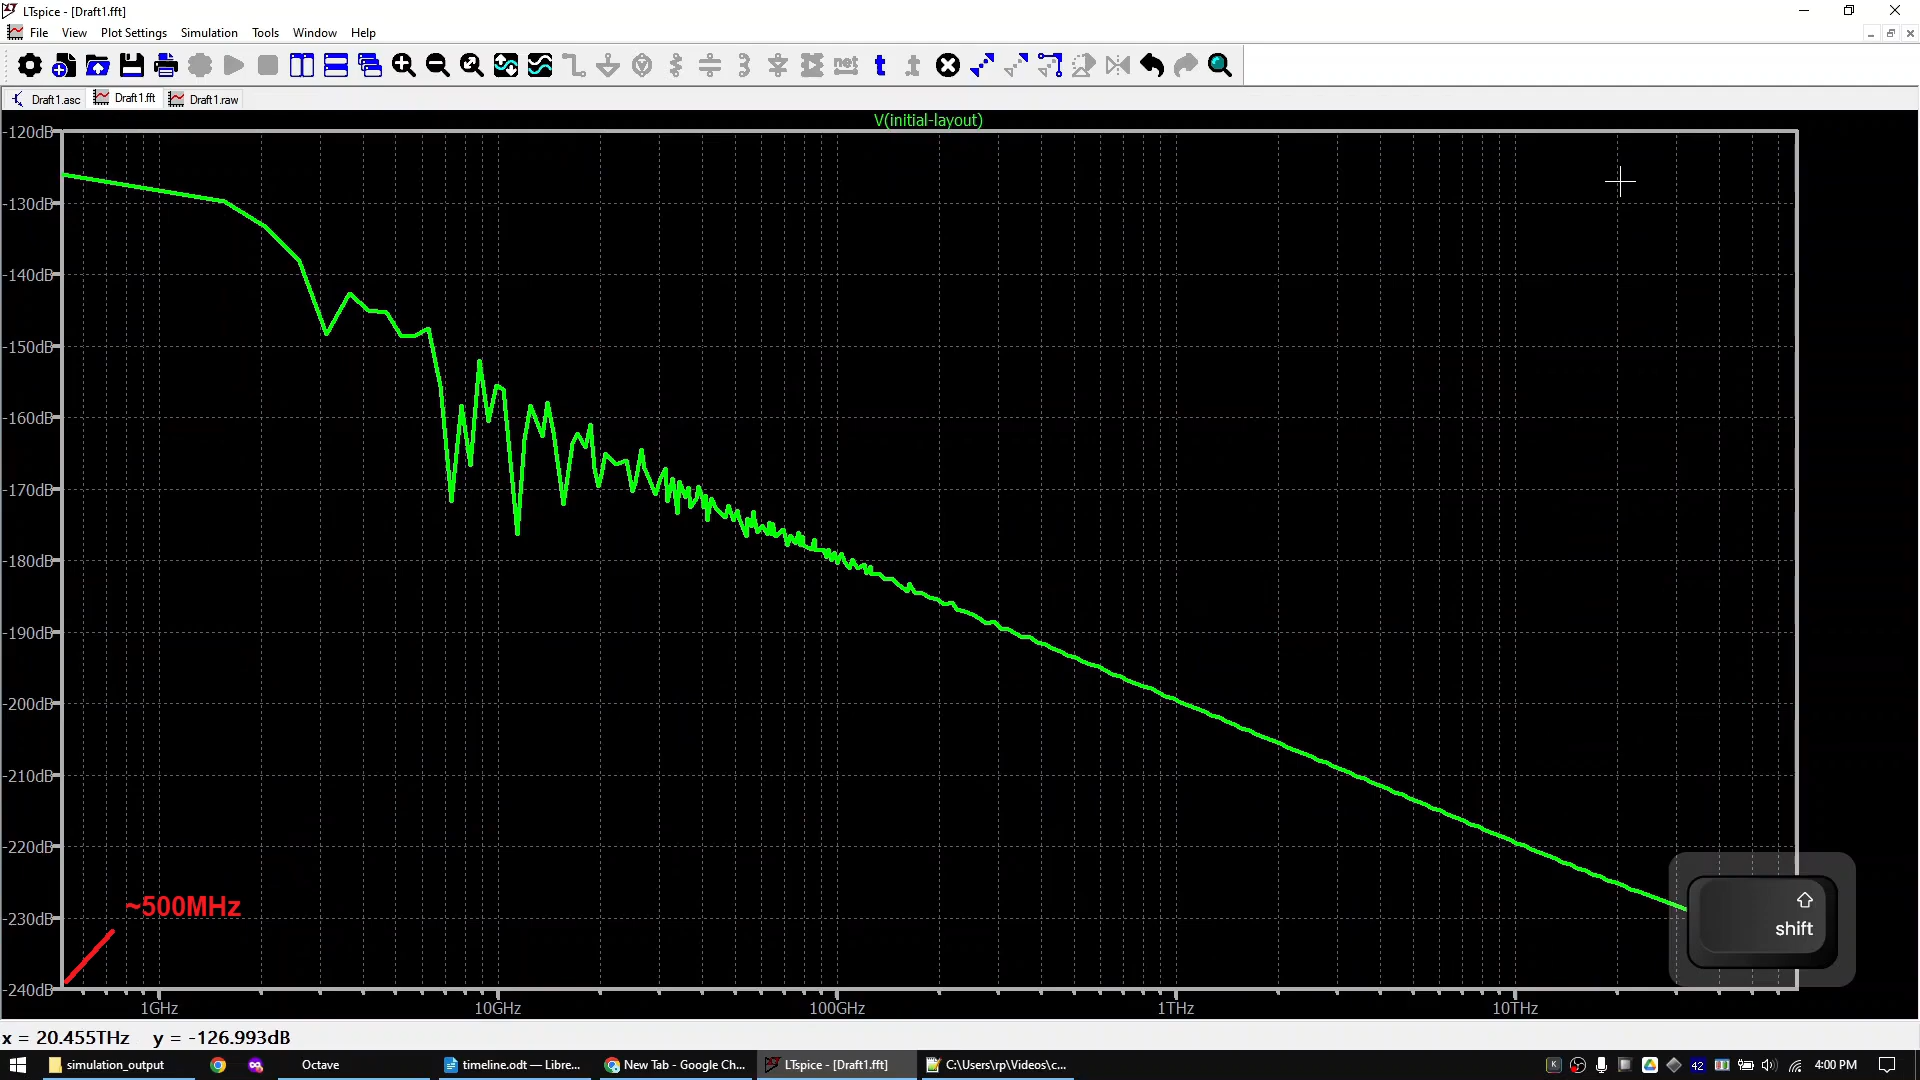 LTspice - [Draft1.fft]
File View Plot Settings Simulation Tools Window Help
net t t
Draft1.asc Draft1.fft Draft1.raw
V(initial-layout)
-120dB
-130dB
-140dB
-150dB
-160dB
-170dB
-180dB
-190dB
-200dB
-210dB
-220dB
-230dB
-240dB
~500MHz
shift
1GHz 10GHz 100GHz 1THz 10THz
x = 20.455THz y = -126.993dB
simulation_output Octave timeline.odt — Libre... New Tab - Google Ch... LTspice - [Draft1.fft] C:\Users\rp\Videos\c... K 42 4:00 PM